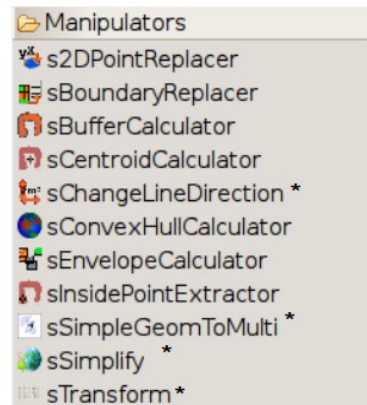 Manipulators
s2DPointReplacer
sBoundaryReplacer
sBufferCalculator
sCentroidCalculator
sChangeLineDirection *
sConvexHullCalculator
sEnvelopeCalculator
sInsidePointExtractor
sSimpleGeomToMulti *
sSimplify *
sTransform *